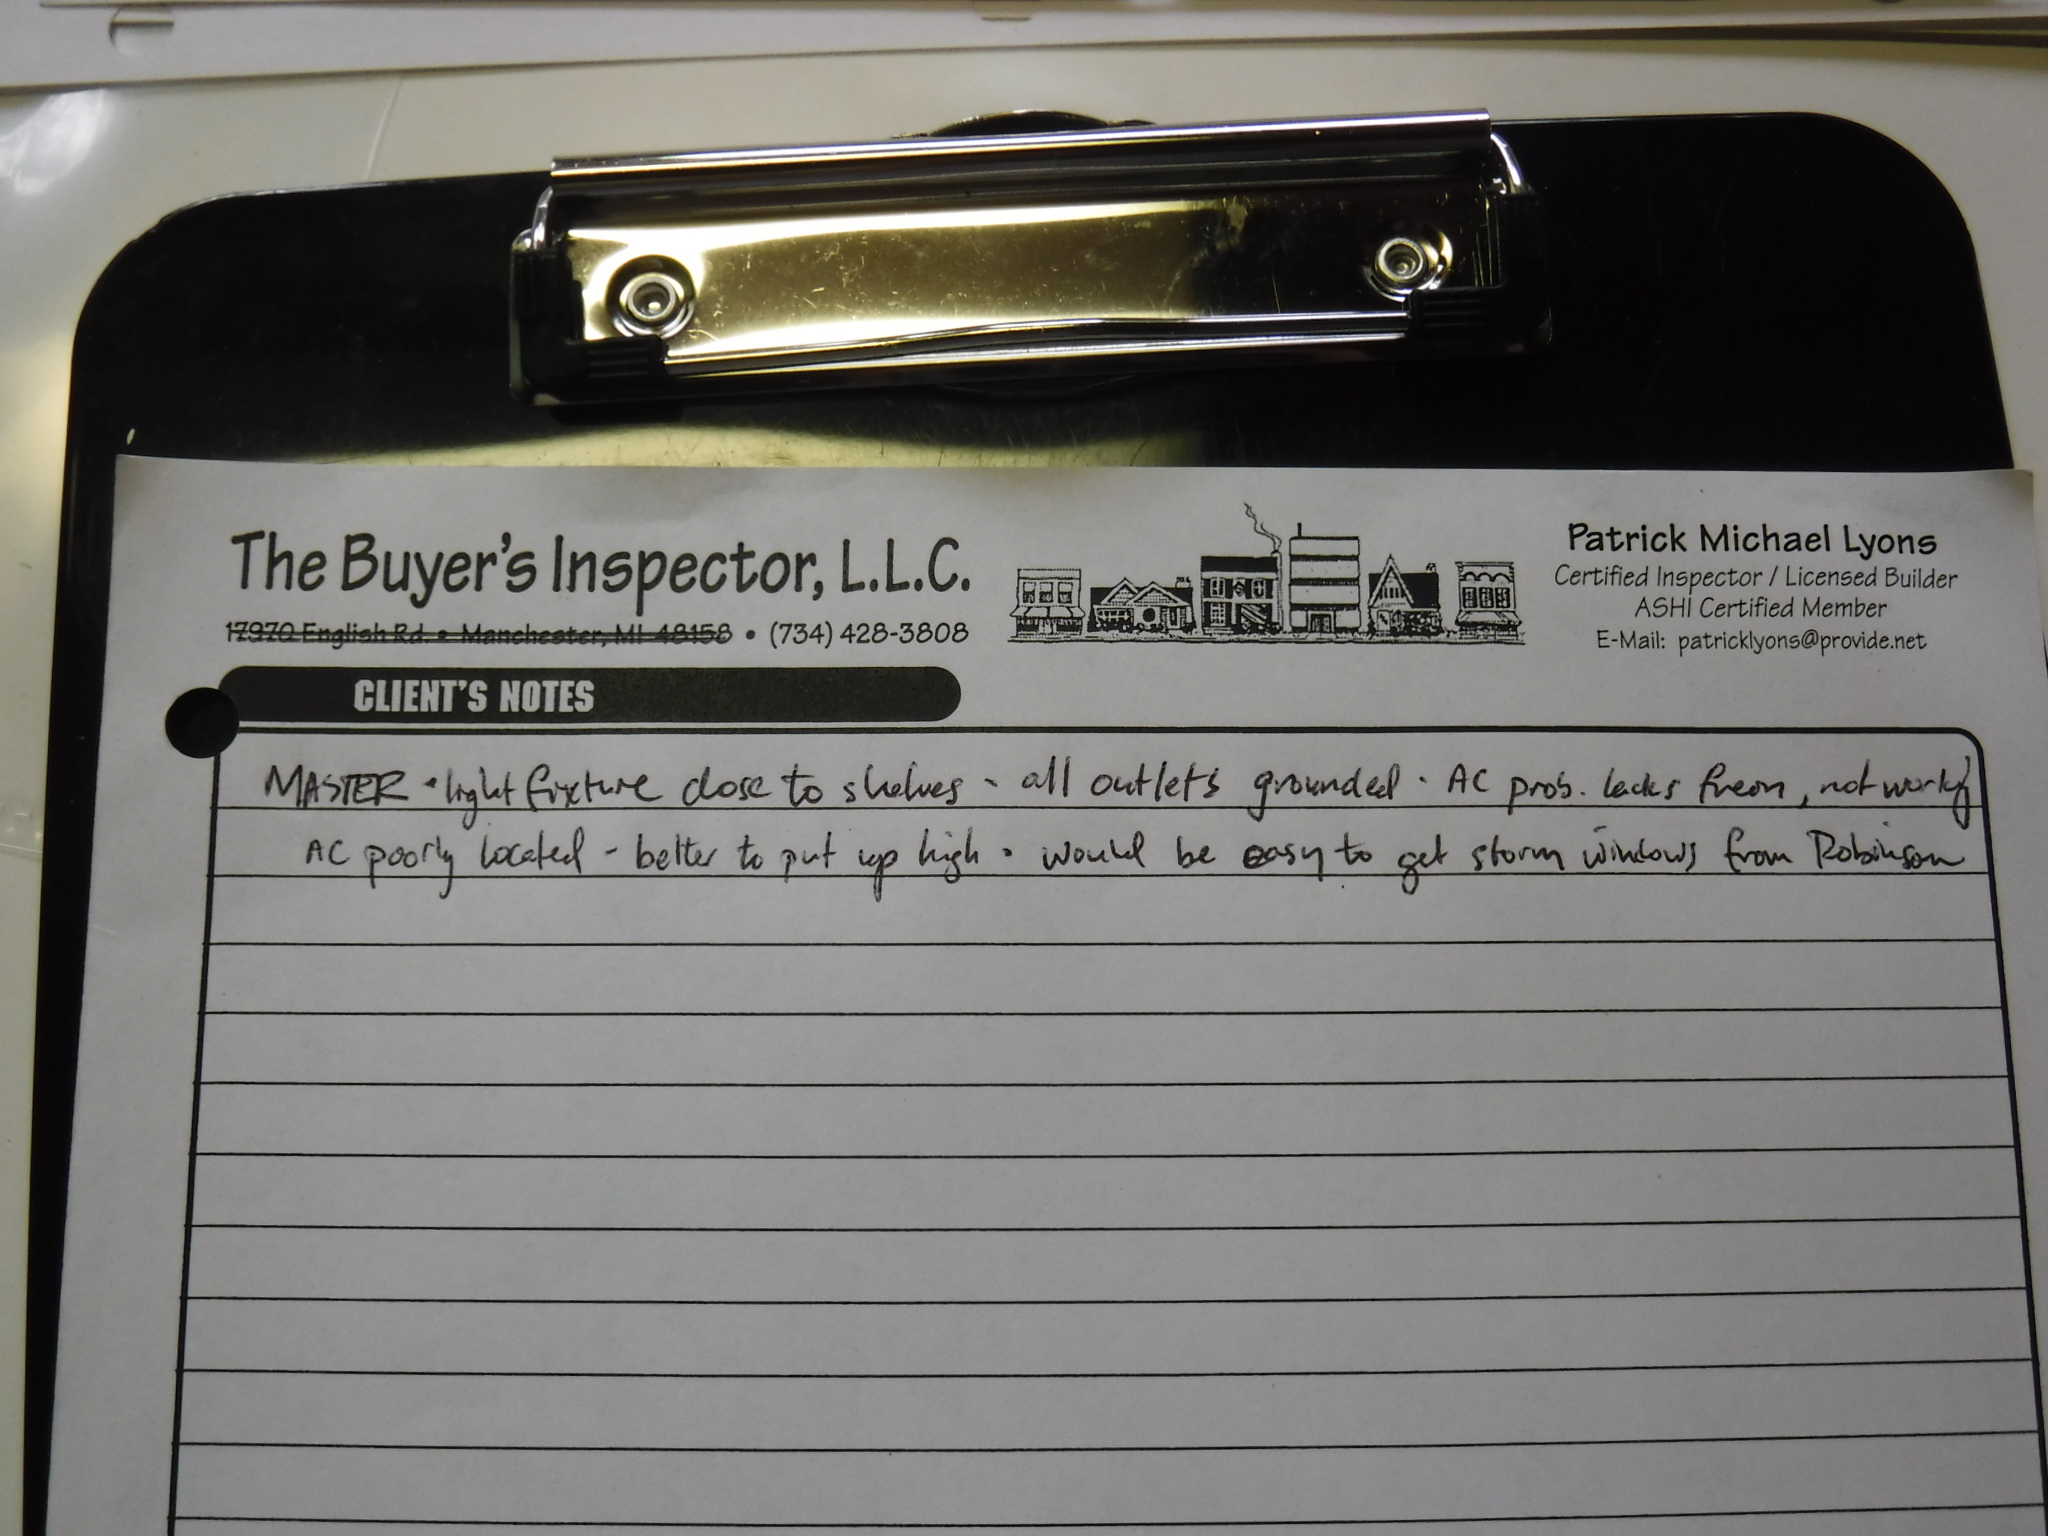 The Buyer's Inspector, L.L.C.
17970 English Rd. • Manchester, MI 48158 • (734) 428-3808
Patrick Michael Lyons
Certified Inspector / Licensed Builder
ASHI Certified Member
E-Mail: patricklyons@provide.net
CLIENT'S NOTES
MASTER · light fixture close to shelves - all outlets grounded · AC prob. lacks freon, not working
AC poorly located - better to put up high · would be easy to get storm windows from Robinson